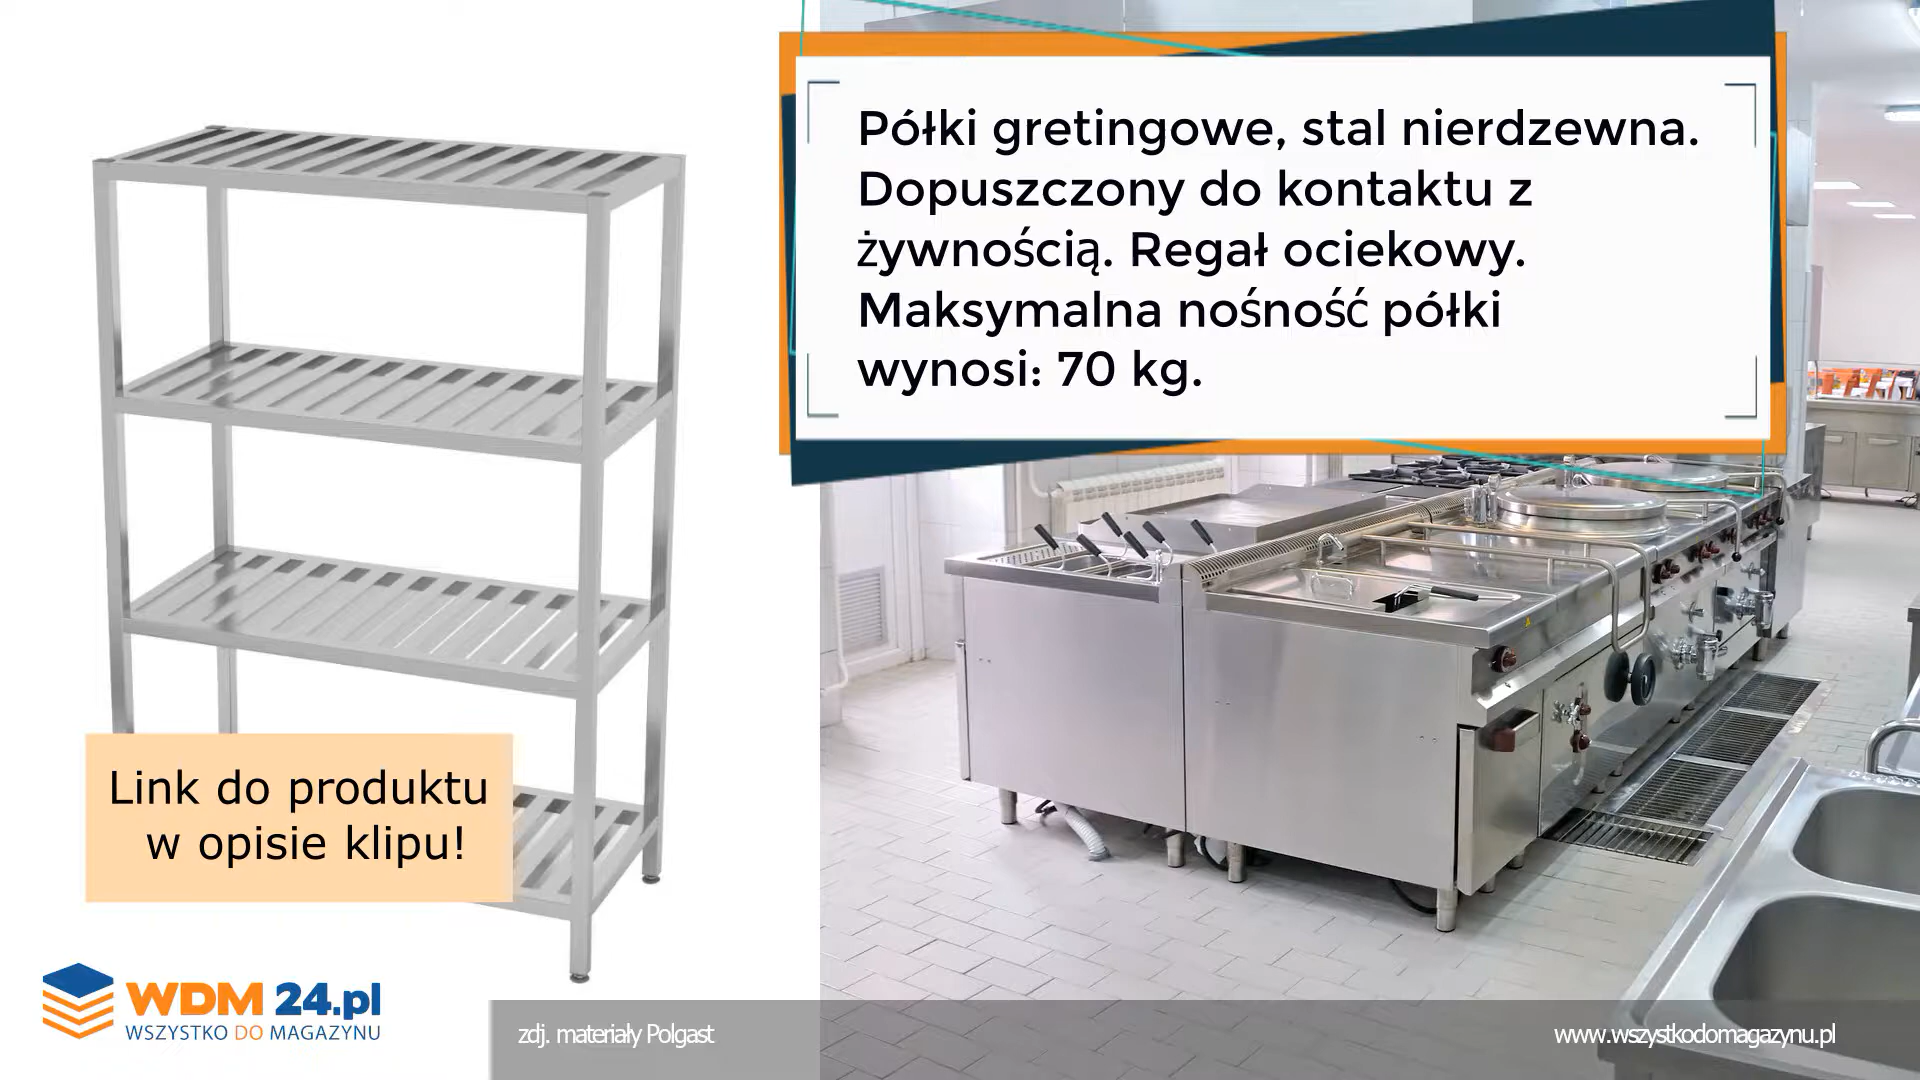 Półki gretingowe, stal nierdzewna.
Dopuszczony do kontaktu z
żywnością. Regał ociekowy.
Maksymalna nośność półki
wynosi: 70 kg.
Link do produktu
w opisie klipu!
WDM 24.pl
WSZYSTKO DO MAGAZYNU
zdj. materiały Polgast
www.wszystkodomagazynu.pl